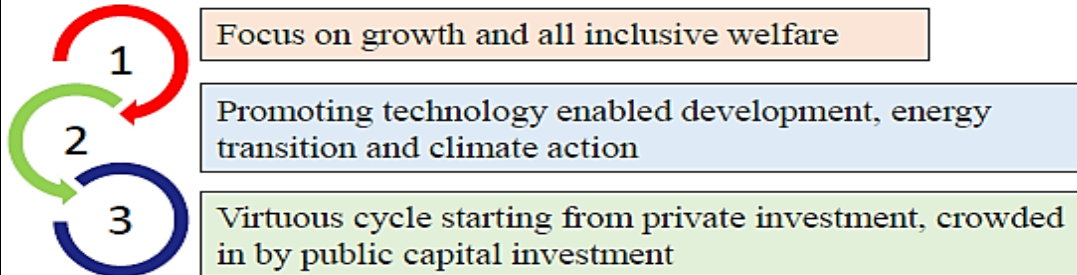 1
Focus on growth and all inclusive welfare
2
Promoting technology enabled development, energy
transition and climate action
3
Virtuous cycle starting from private investment, crowded
in by public capital investment